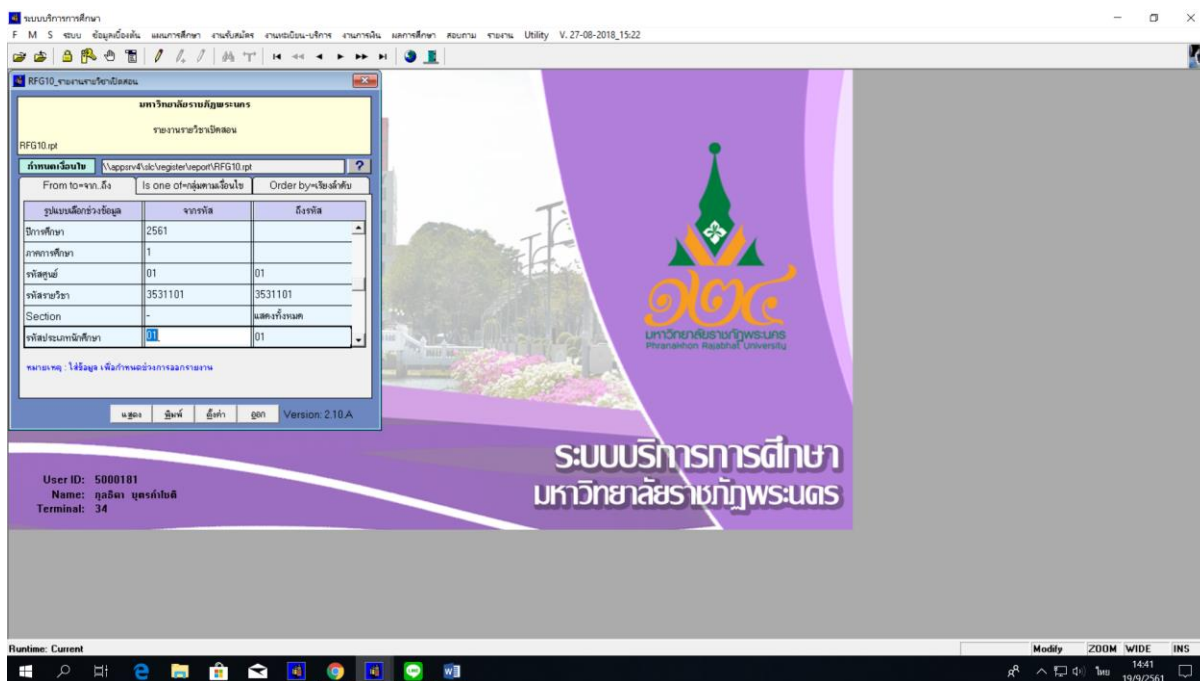 ระบบบริการการศึกษา
F M S ระบบ ข้อมูลเบื้องต้น แผนการศึกษา งานรับสมัคร งานทะเบียน-บริการ งานการเงิน ผลการศึกษา สอบถาม รายงาน Utility V. 27-08-2018_15:22
RFG10_รายงานรายวิชาเปิดสอน
มหาวิทยาลัยราชภัฏพระนคร
รายงานรายวิชาเปิดสอน
RFG10.rpt
กำหนดเงื่อนไข \\appsrv4\slc\register\report\RFG10.rpt ?
From to=จาก..ถึง Is one of=กลุ่มตามเงื่อนไข Order by=เรียงลำดับ
รูปแบบเลือกช่วงข้อมูล จากรหัส ถึงรหัส
ปีการศึกษา 2561
ภาคการศึกษา 1
รหัสศูนย์ 01 01
รหัสรายวิชา 3531101 3531101
Section - แสดงทั้งหมด
รหัสประเภทนักศึกษา 01 01
หมายเหตุ : ใส่ข้อมูล เพื่อกำหนดช่วงการออกรายงาน
แสดง พิมพ์ ตั้งค่า ออก Version: 2.10.A
๑๒๔
มหาวิทยาลัยราชภัฏพระนคร
Phranakhon Rajabhat University
ระบบบริการการศึกษา
มหาวิทยาลัยราชภัฏพระนคร
User ID: 5000181
Name: กุลธิดา บุตรคำโชติ
Terminal: 34
Runtime: Current Modify ZOOM WIDE INS
ไทย 14:41
19/9/2561